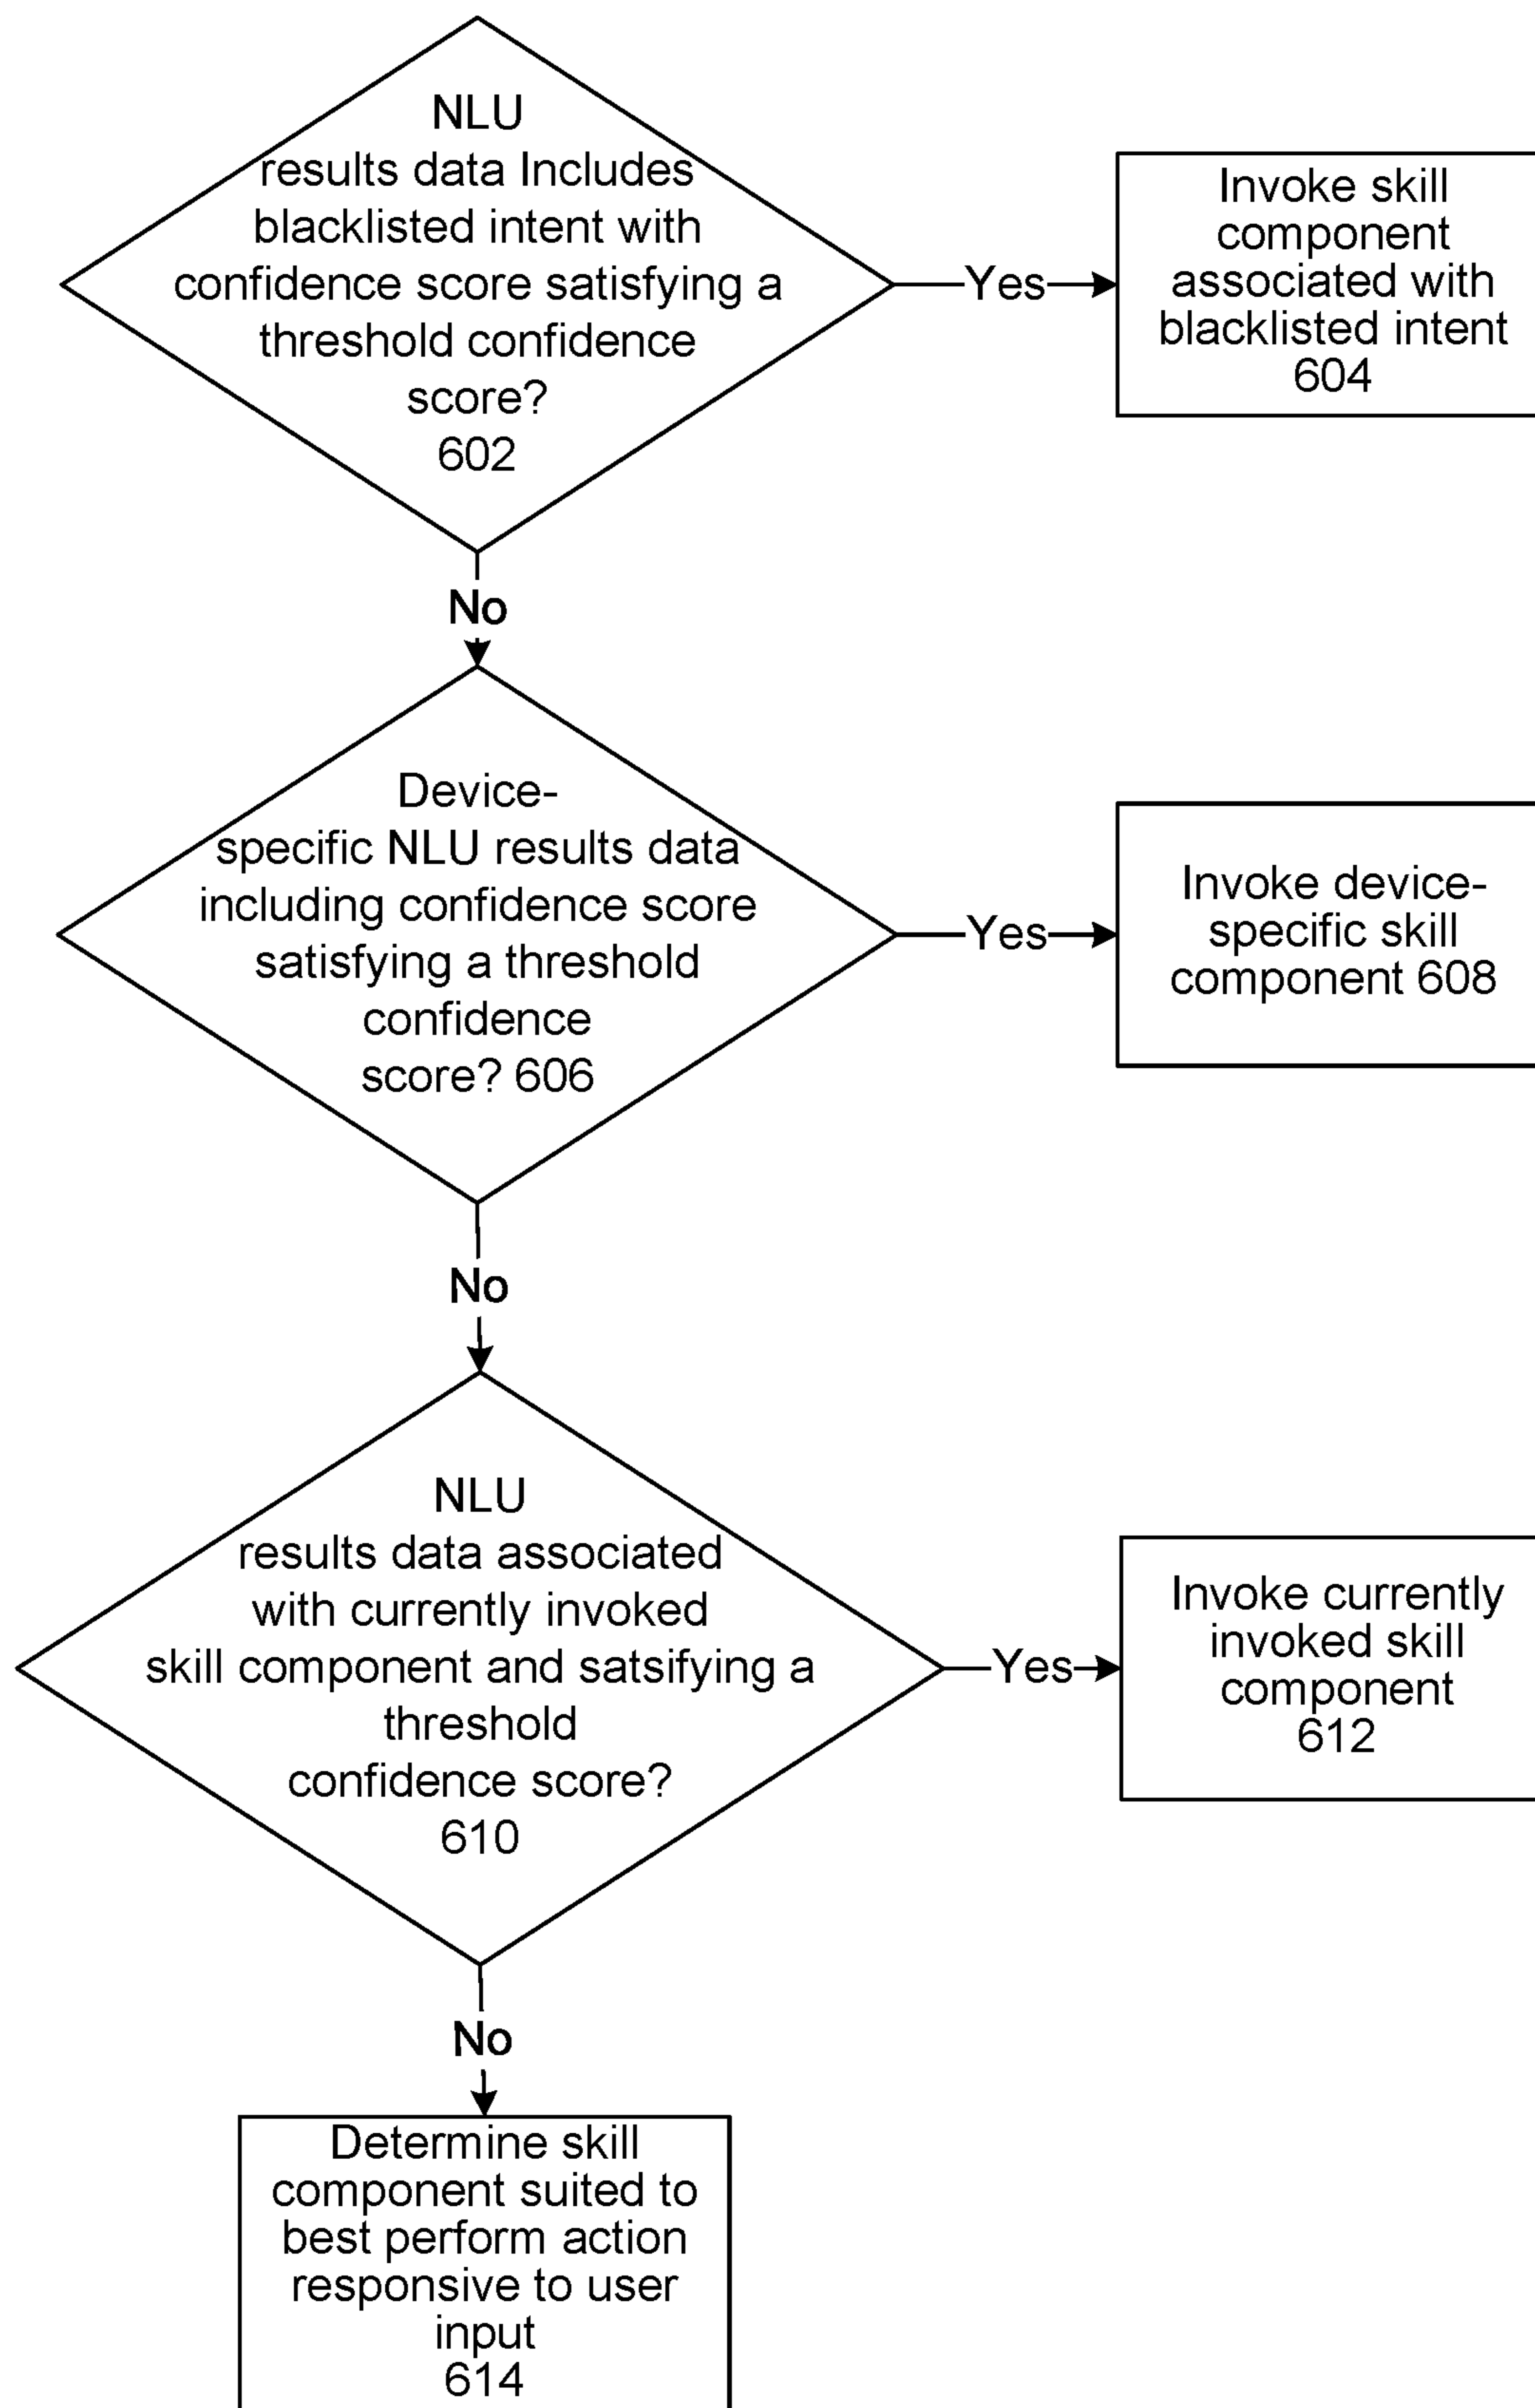 NLU
results data Includes
blacklisted intent with
confidence score satisfying a
threshold confidence
score?
602
Yes
Invoke skill
component
associated with
blacklisted intent
604
No
Device-
specific NLU results data
including confidence score
satisfying a threshold
confidence
score? 606
Yes
Invoke device-
specific skill
component 608
No
NLU
results data associated
with currently invoked
skill component and satsifying a
threshold
confidence score?
610
Yes
Invoke currently
invoked skill
component
612
No
Determine skill
component suited to
best perform action
responsive to user
input
614